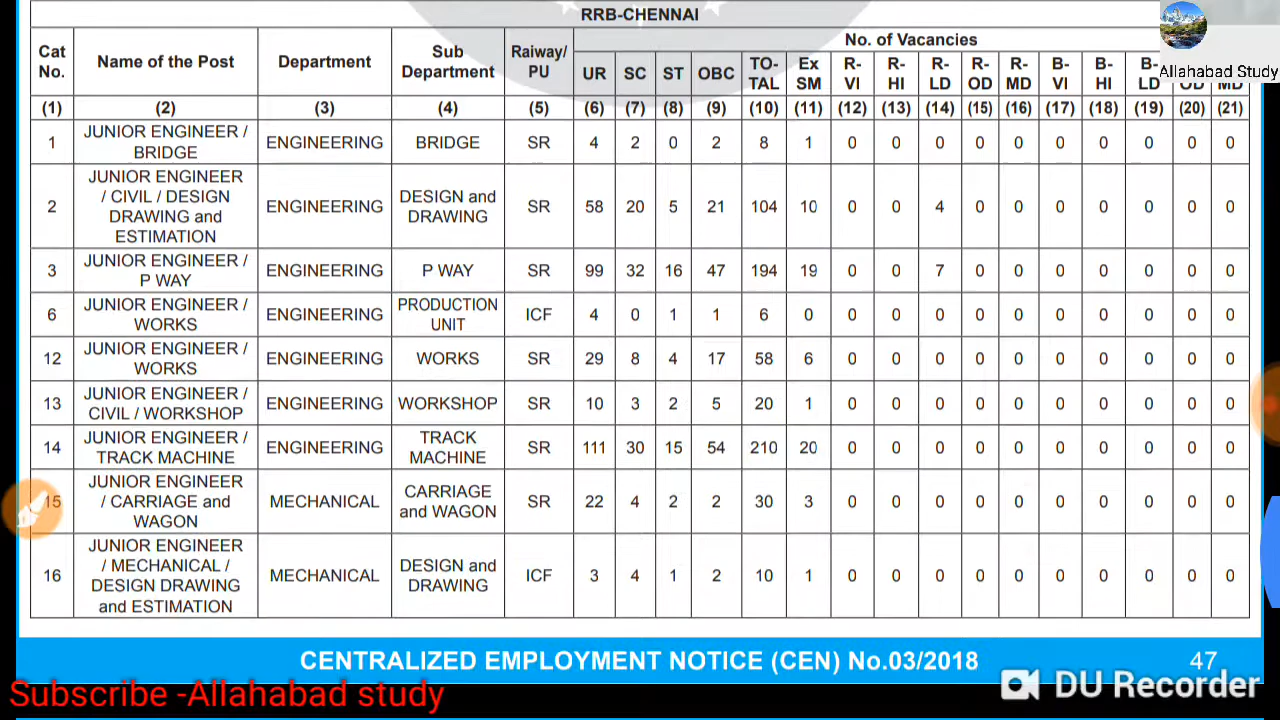 RRB-CHENNAI
Cat No. Name of the Post Department Sub Department Raiway/ PU No. of Vacancies
UR SC ST OBC TO-TAL Ex SM R-VI R-HI R-LD R-OD R-MD B-VI B-HI B-LD OD MD
Allahabad Study
(1) (2) (3) (4) (5) (6) (7) (8) (9) (10) (11) (12) (13) (14) (15) (16) (17) (18) (19) (20) (21)
1 JUNIOR ENGINEER / BRIDGE ENGINEERING BRIDGE SR 4 2 0 2 8 1 0 0 0 0 0 0 0 0 0 0
2 JUNIOR ENGINEER / CIVIL / DESIGN DRAWING and ESTIMATION ENGINEERING DESIGN and DRAWING SR 58 20 5 21 104 10 0 0 4 0 0 0 0 0 0 0
3 JUNIOR ENGINEER / P WAY ENGINEERING P WAY SR 99 32 16 47 194 19 0 0 7 0 0 0 0 0 0 0
6 JUNIOR ENGINEER / WORKS ENGINEERING PRODUCTION UNIT ICF 4 0 1 1 6 0 0 0 0 0 0 0 0 0 0 0
12 JUNIOR ENGINEER / WORKS ENGINEERING WORKS SR 29 8 4 17 58 6 0 0 0 0 0 0 0 0 0 0
13 JUNIOR ENGINEER / CIVIL / WORKSHOP ENGINEERING WORKSHOP SR 10 3 2 5 20 1 0 0 0 0 0 0 0 0 0 0
14 JUNIOR ENGINEER / TRACK MACHINE ENGINEERING TRACK MACHINE SR 111 30 15 54 210 20 0 0 0 0 0 0 0 0 0 0
15 JUNIOR ENGINEER / CARRIAGE and WAGON MECHANICAL CARRIAGE and WAGON SR 22 4 2 2 30 3 0 0 0 0 0 0 0 0 0 0
16 JUNIOR ENGINEER / MECHANICAL / DESIGN DRAWING and ESTIMATION MECHANICAL DESIGN and DRAWING ICF 3 4 1 2 10 1 0 0 0 0 0 0 0 0 0 0
CENTRALIZED EMPLOYMENT NOTICE (CEN) No.03/2018 47
Subscribe -Allahabad study
DU Recorder